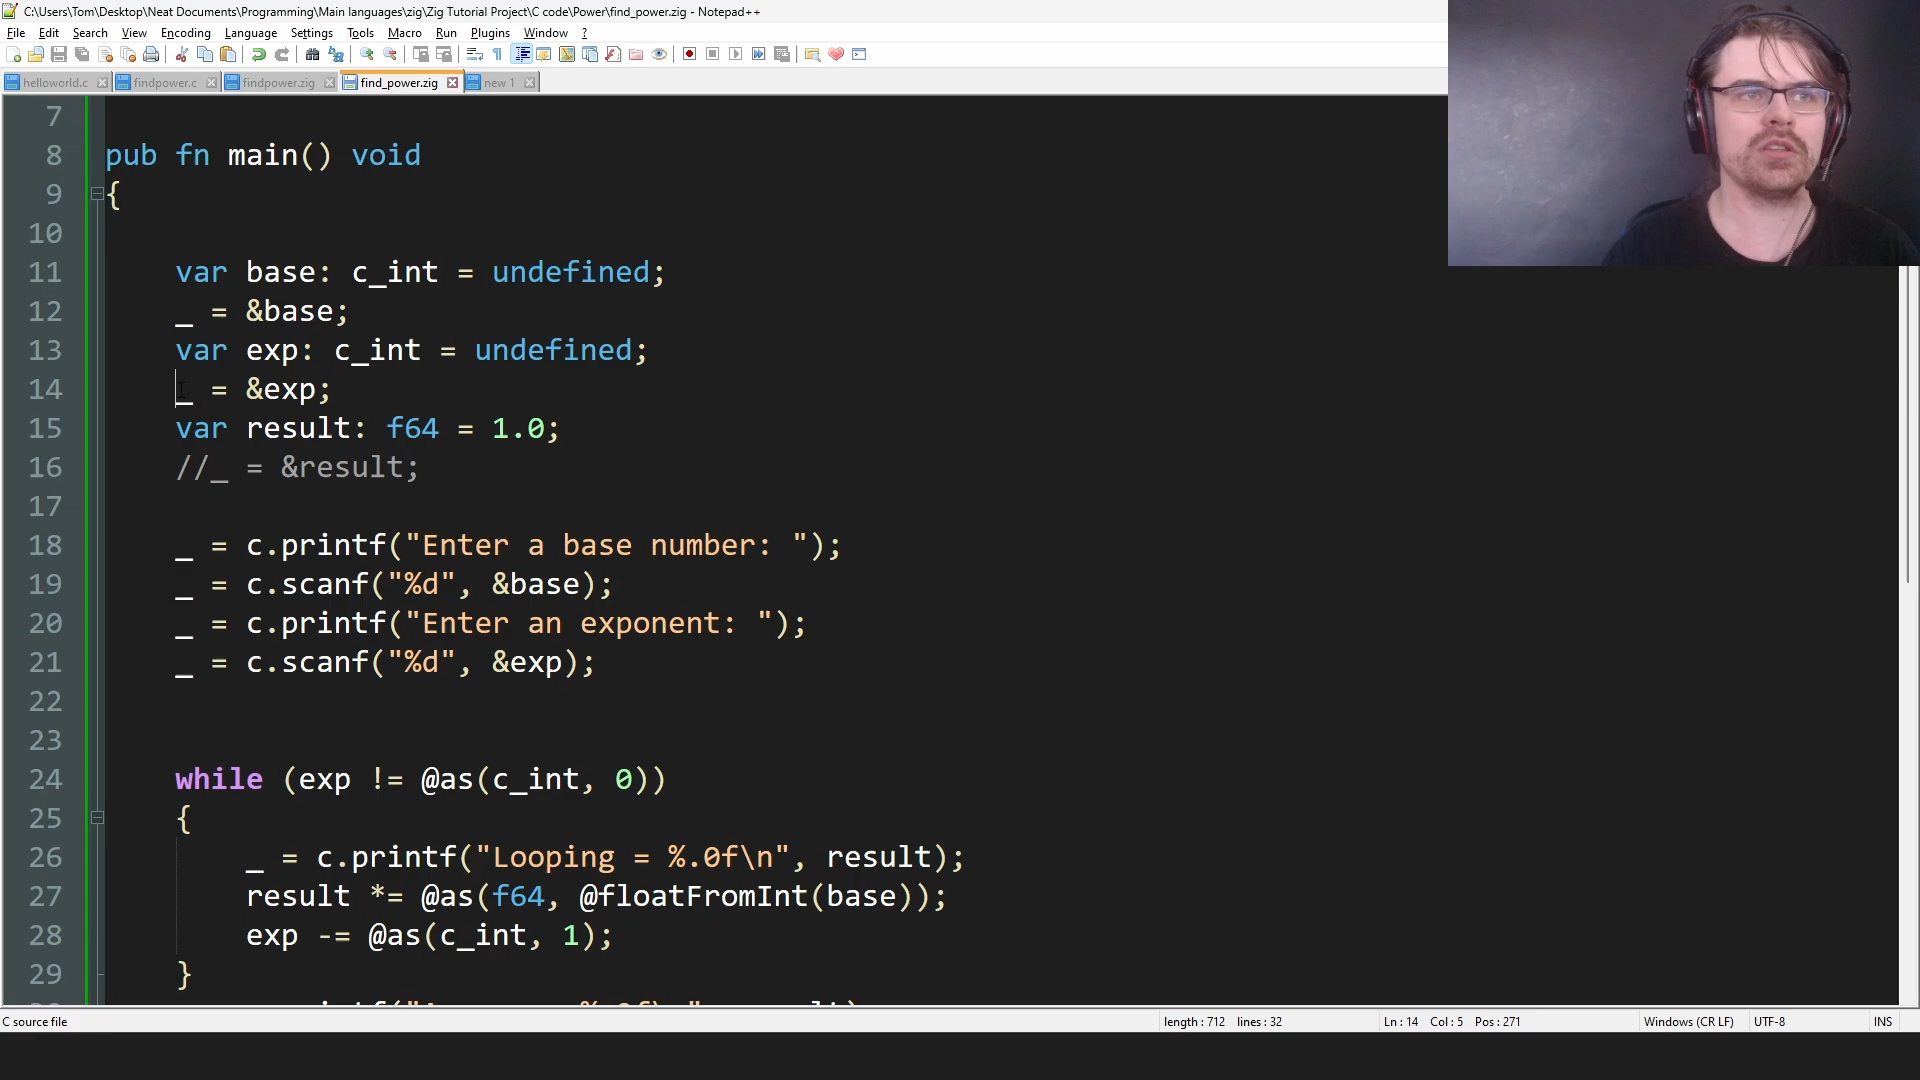 C:\Users\Tom\Desktop\Neat Documents\Programming\Main languages\zig\Zig Tutorial Project\C code\Power\find_power.zig - Notepad++
File Edit Search View Encoding Language Settings Tools Macro Run Plugins Window ?
helloworld.c findpower.c findpower.zig find_power.zig new 1
7
8 pub fn main() void
9 {
10
11 var base: c_int = undefined;
12 _ = &base;
13 var exp: c_int = undefined;
14 _ = &exp;
15 var result: f64 = 1.0;
16 //_ = &result;
17
18 _ = c.printf("Enter a base number: ");
19 _ = c.scanf("%d", &base);
20 _ = c.printf("Enter an exponent: ");
21 _ = c.scanf("%d", &exp);
22
23
24 while (exp != @as(c_int, 0))
25 {
26 _ = c.printf("Looping = %.0f\n", result);
27 result *= @as(f64, @floatFromInt(base));
28 exp -= @as(c_int, 1);
29 }
C source file length : 712 lines : 32 Ln : 14 Col : 5 Pos : 271 Windows (CR LF) UTF-8 INS